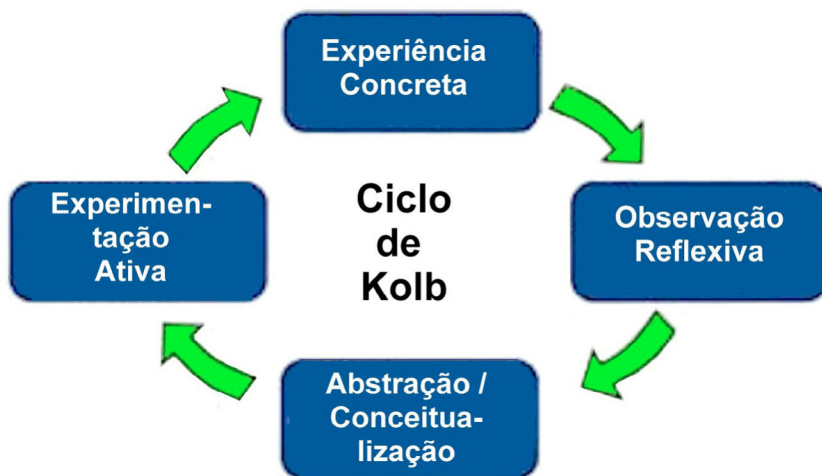 Experiência
Concreta
Experimen-
tação
Ativa
Ciclo
de
Kolb
Observação
Reflexiva
Abstração /
Conceitua-
lização